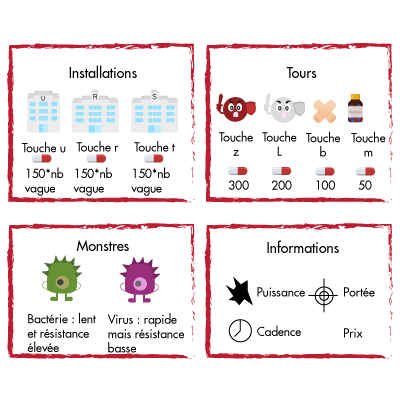 Installations
U R S
Touche u Touche r Touche t
150*nb vague 150*nb vague 150*nb vague
Tours
Touche z Touche L Touche b Touche m
300 200 100 50
Monstres
Bactérie : lent
et résistance
élevée
Virus : rapide
mais résistance
basse
Informations
Puissance Portée
Cadence Prix